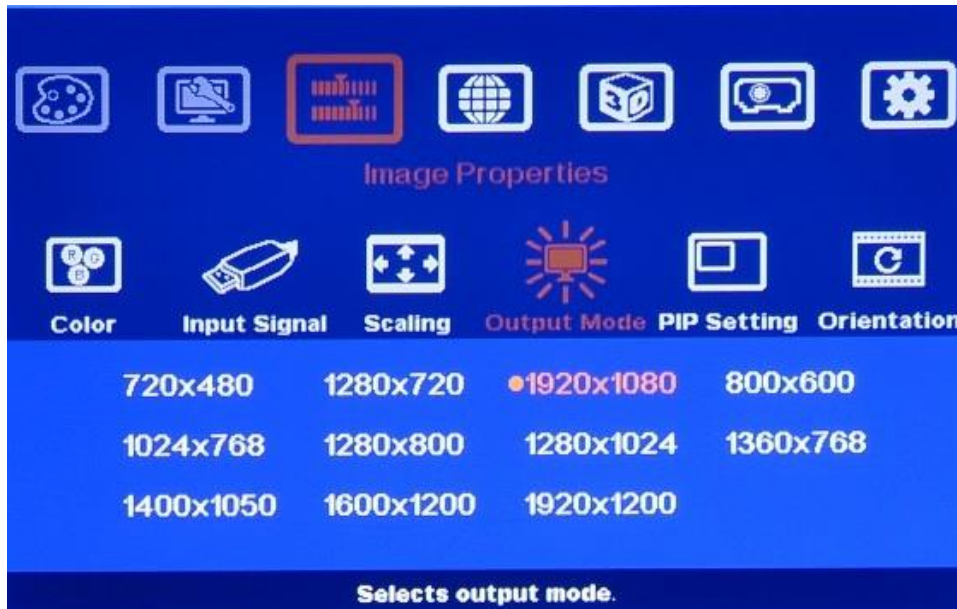 3D
Image Properties
R G
B
Color Input Signal Scaling Output Mode PIP Setting Orientation
720x480 1280x720 1920x1080 800x600
1024x768 1280x800 1280x1024 1360x768
1400x1050 1600x1200 1920x1200
Selects output mode.